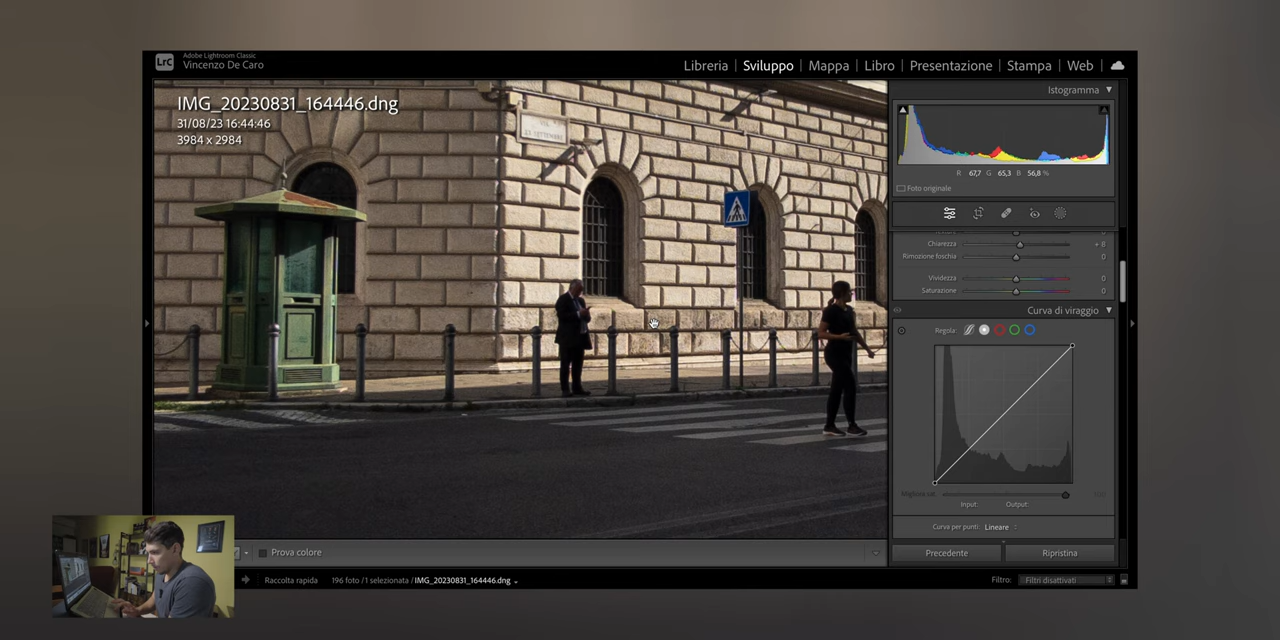 LrC
Adobe Lightroom Classic
Vincenzo De Caro
Libreria | Sviluppo | Mappa | Libro | Presentazione | Stampa | Web
IMG_20230831_164446.dng
31/08/23 16:44:46
3984 x 2984
Istogramma
R 67,7 G 65,3 B 56,8 %
Foto originale
Chiarezza + 8
Rimozione foschia 0
Vividezza 0
Saturazione 0
Curva di viraggio
Regola:
Input: Output:
Curva per punti: Lineare
Precedente Ripristina
Prova colore
Raccolta rapida 196 foto / 1 selezionata / IMG_20230831_164446.dng
Filtro: Filtri disattivati